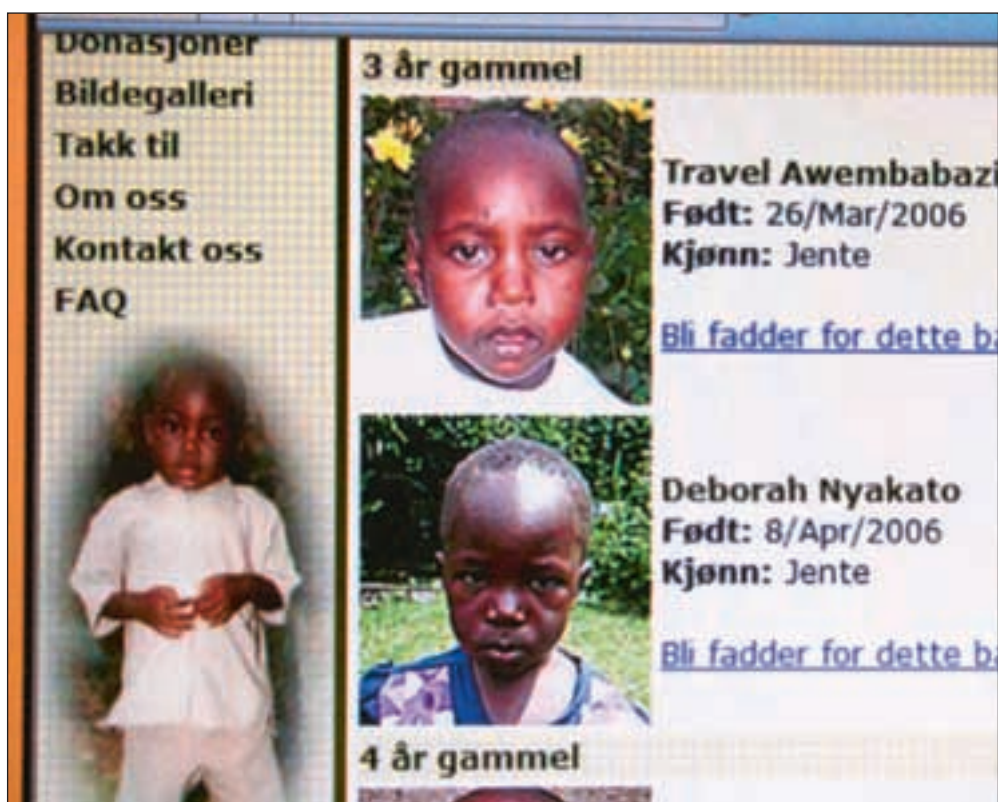 Donasjoner
Bildegalleri
Takk til
Om oss
Kontakt oss
FAQ
3 år gammel
Travel Awembabazi
Født: 26/Mar/2006
Kjønn: Jente
Bli fadder for dette
Deborah Nyakato
Født: 8/Apr/2006
Kjønn: Jente
Bli fadder for dette
4 år gammel